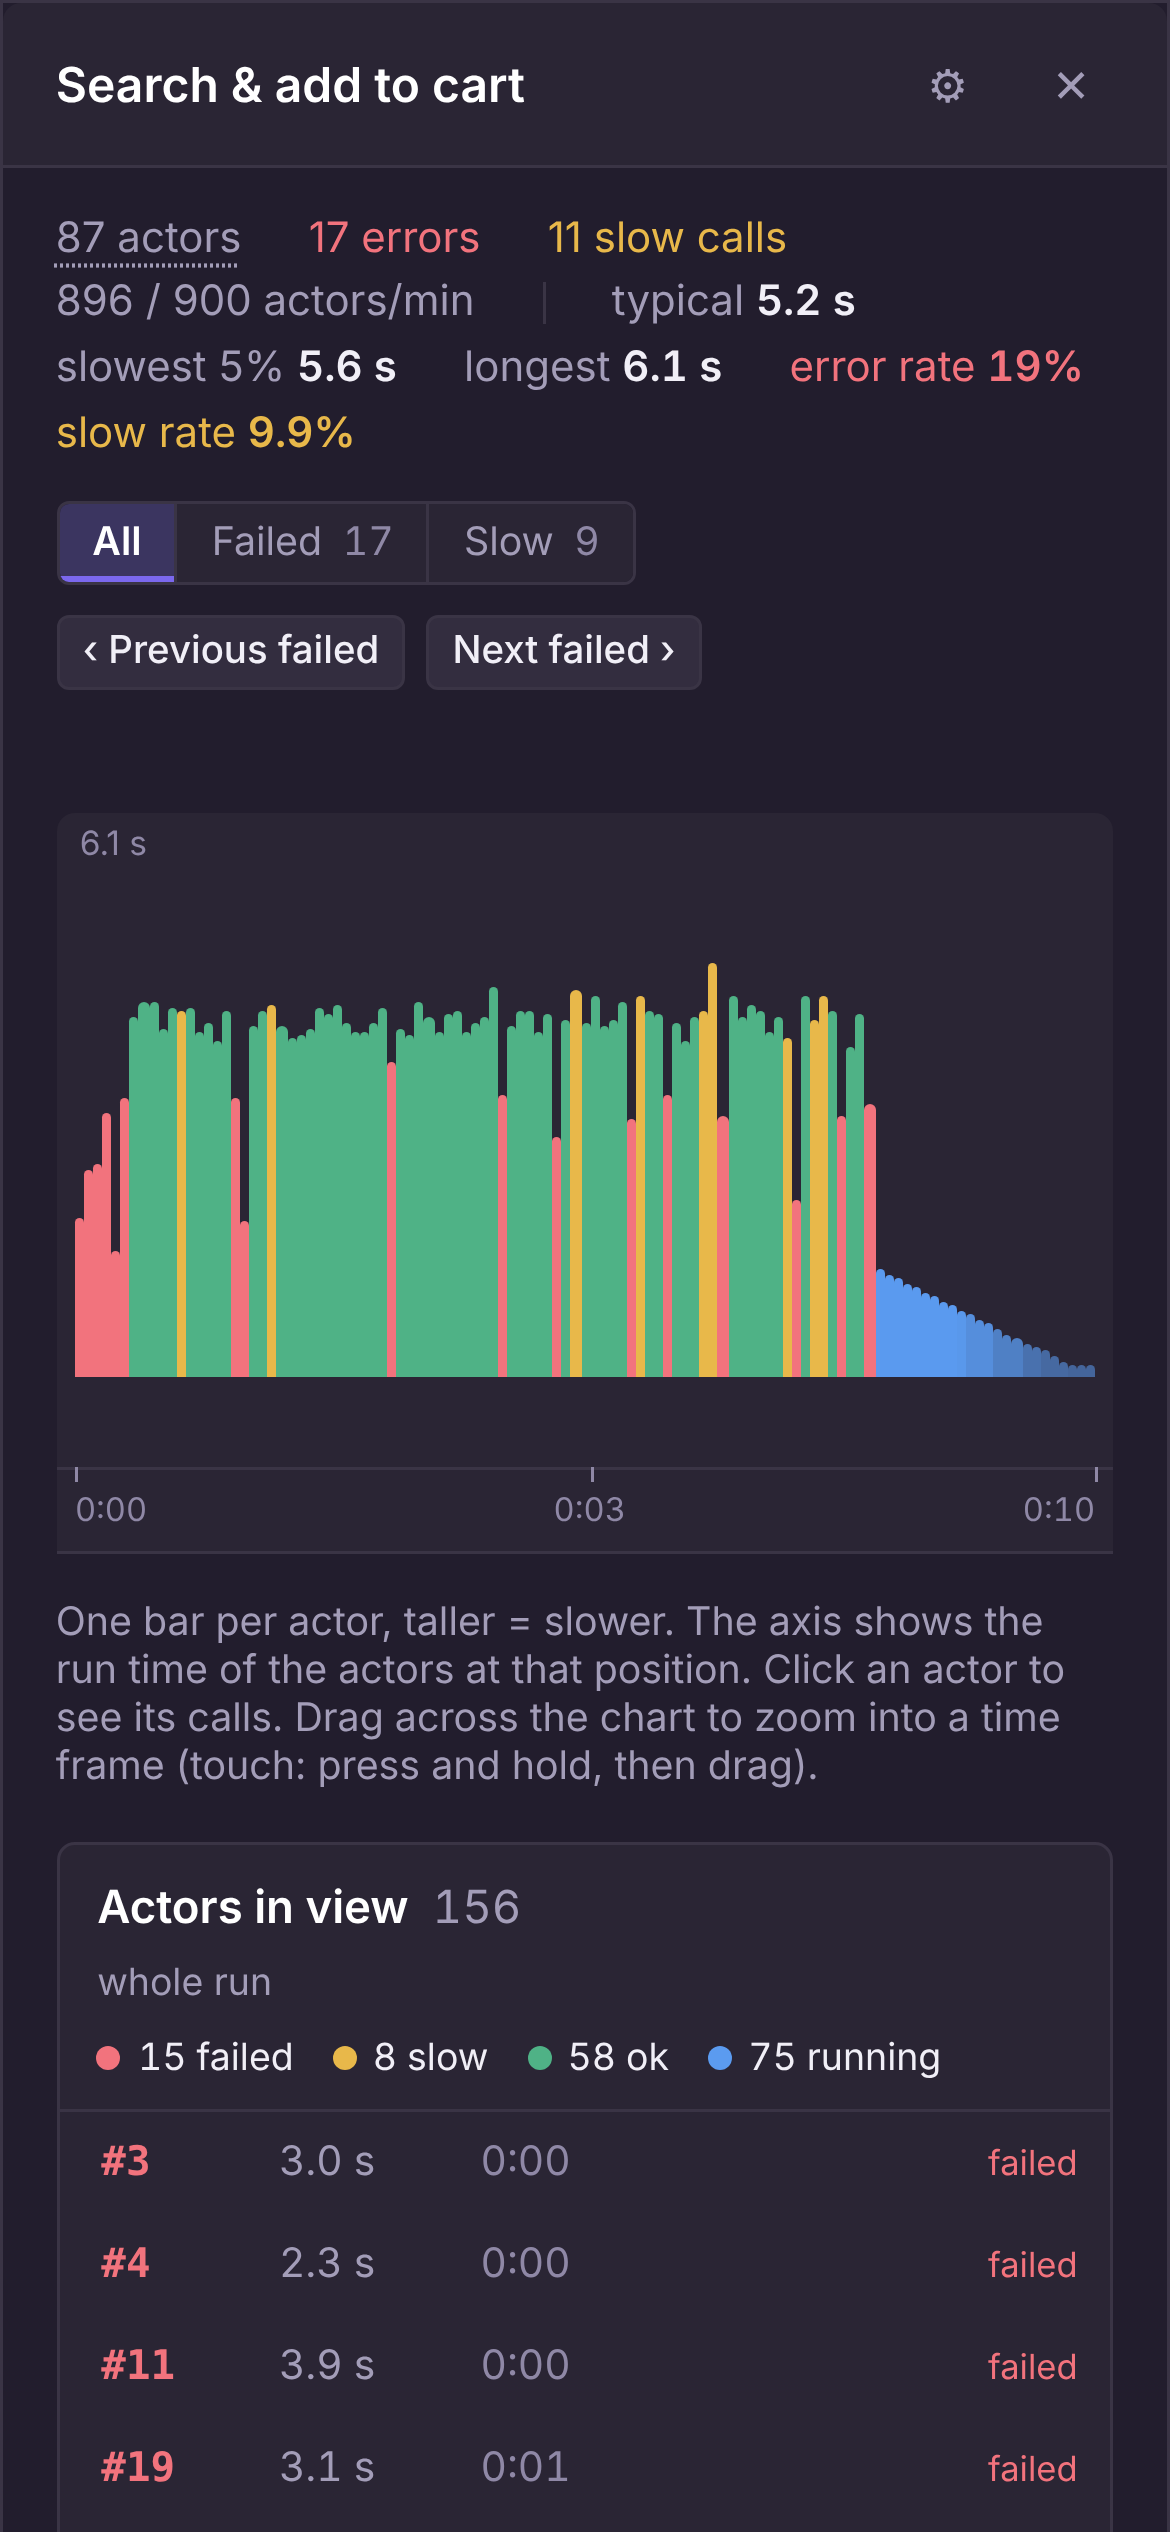 Search & add to cart ⚙ ✕
87 actors 17 errors 11 slow calls
896 / 900 actors/min typical 5.2 s
slowest 5% 5.6 s longest 6.1 s error rate 19%
slow rate 9.9%
All Failed 17 Slow 9
‹ Previous failed Next failed ›
6.1 s
0:00 0:03 0:10
One bar per actor, taller = slower. The axis shows the
run time of the actors at that position. Click an actor to
see its calls. Drag across the chart to zoom into a time
frame (touch: press and hold, then drag).
Actors in view 156
whole run
15 failed 8 slow 58 ok 75 running
#3 3.0 s 0:00 failed
#4 2.3 s 0:00 failed
#11 3.9 s 0:00 failed
#19 3.1 s 0:01 failed